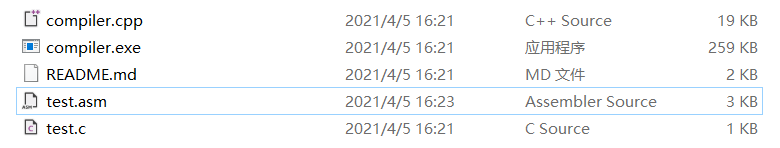 compiler.cpp 2021/4/5 16:21 C++ Source 19 KB
compiler.exe 2021/4/5 16:21 应用程序 259 KB
README.md 2021/4/5 16:21 MD 文件 2 KB
test.asm 2021/4/5 16:23 Assembler Source 3 KB
test.c 2021/4/5 16:21 C Source 1 KB